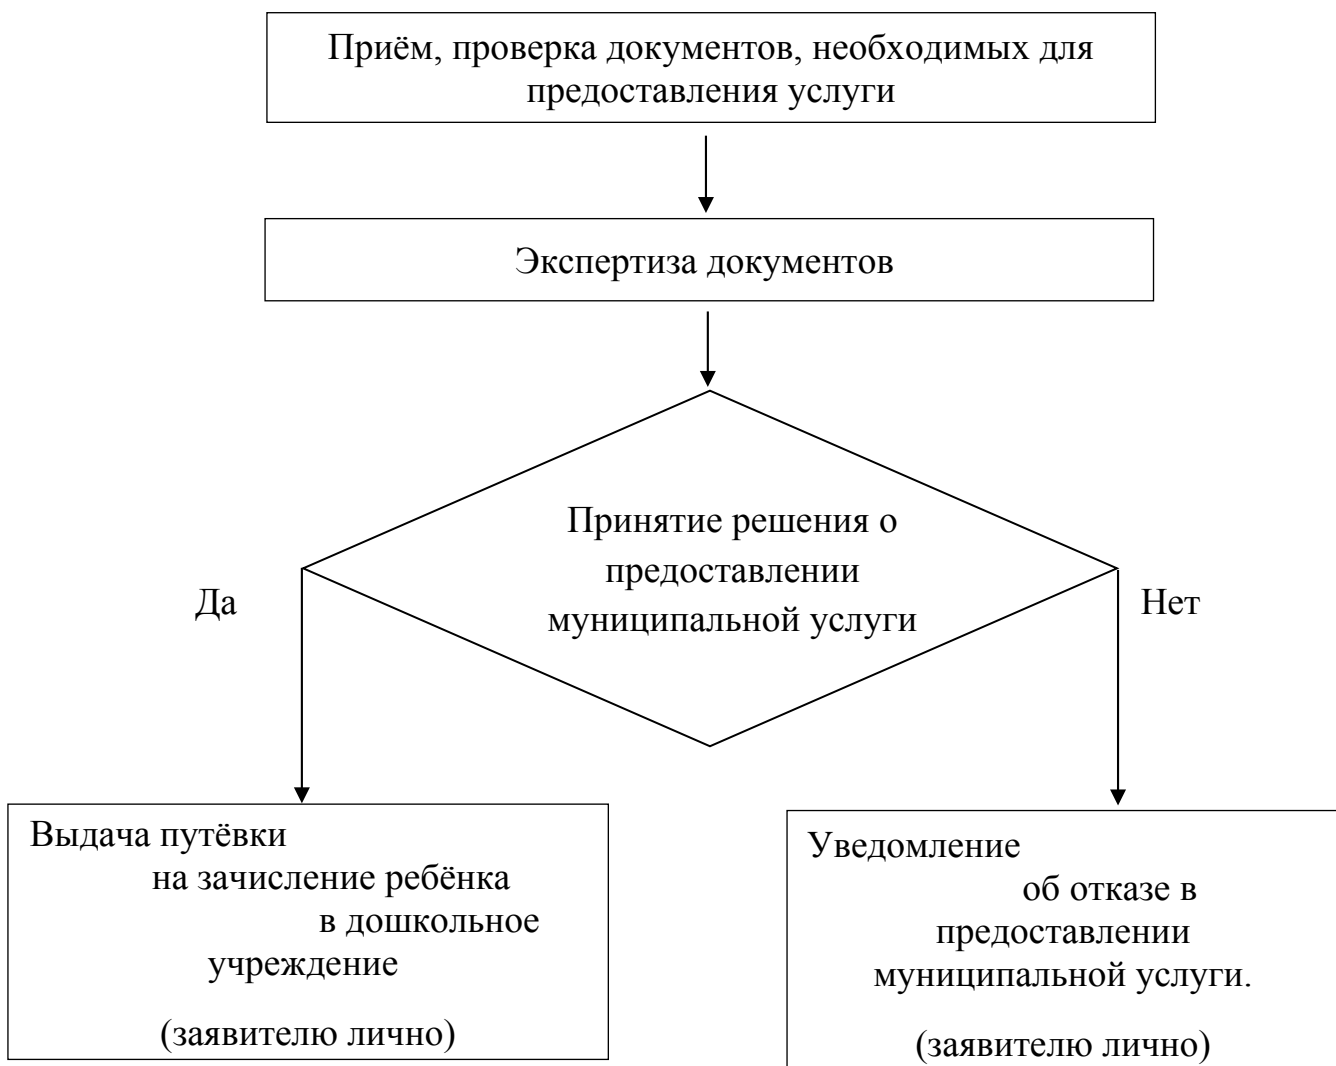 Приём, проверка документов, необходимых для
предоставления услуги
Экспертиза документов
Принятие решения о
предоставлении
муниципальной услуги
Да
Нет
Выдача путёвки
на зачисление ребёнка
в дошкольное
учреждение
(заявителю лично)
Уведомление
об отказе в
предоставлении
муниципальной услуги.
(заявителю лично)